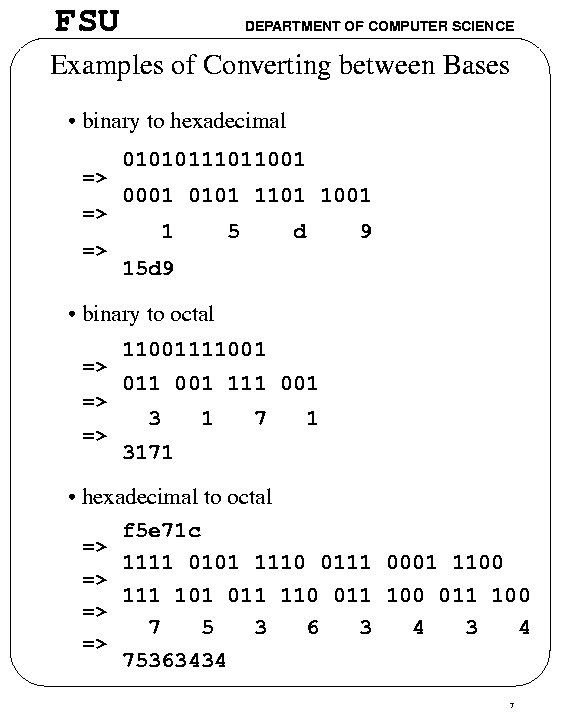 FSU DEPARTMENT OF COMPUTER SCIENCE
Examples of Converting between Bases
• binary to hexadecimal
01010111011001
=>
0001 0101 1101 1001
=>
1 5 d 9
=>
15d9
• binary to octal
11001111001
=>
011 001 111 001
=>
3 1 7 1
=>
3171
• hexadecimal to octal
f5e71c
=>
1111 0101 1110 0111 0001 1100
=>
111 101 011 110 011 100 011 100
=>
7 5 3 6 3 4 3 4
=>
75363434
7